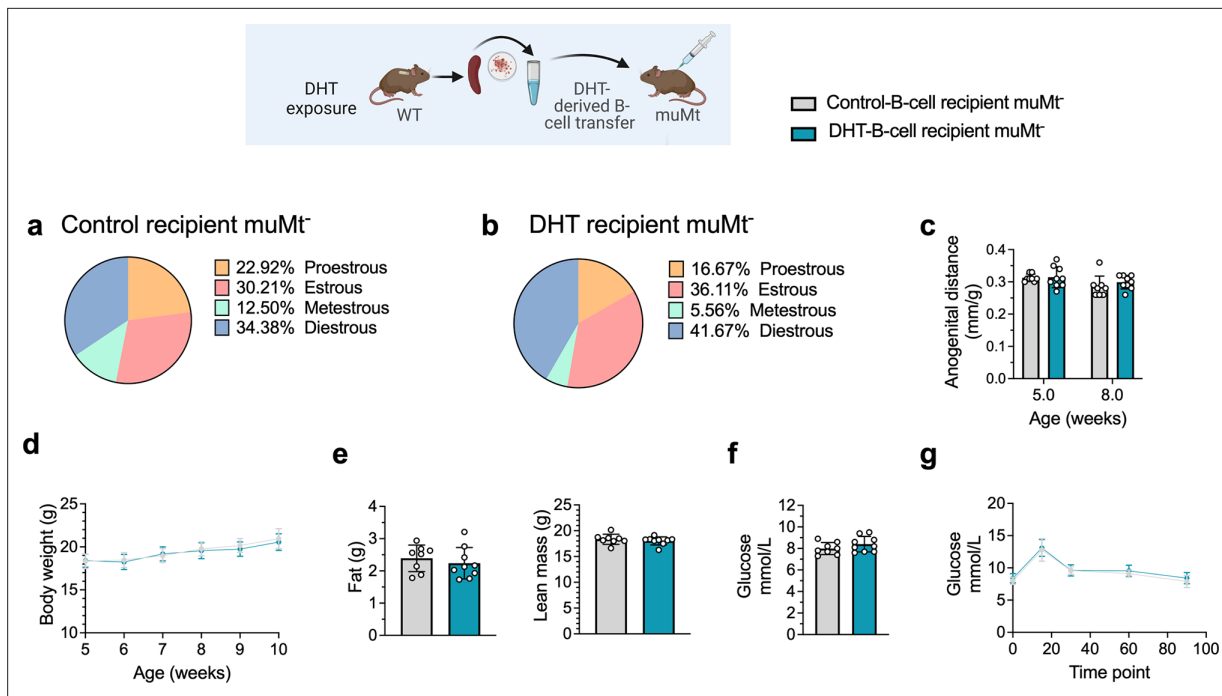 DHT
exposure
WT
DHT-
derived B-
cell transfer
muMt
Control-B-cell recipient muMt⁻
DHT-B-cell recipient muMt⁻
a Control recipient muMt⁻
22.92% Proestrous
30.21% Estrous
12.50% Metestrous
34.38% Diestrous
b DHT recipient muMt⁻
16.67% Proestrous
36.11% Estrous
5.56% Metestrous
41.67% Diestrous
c
Anogenital distance
(mm/g)
0.4
0.3
0.2
0.1
0.0
5.0 8.0
Age (weeks)
d
Body weight (g)
25
20
15
10
5 6 7 8 9 10
Age (weeks)
e
Fat (g)
4
3
2
1
0
Lean mass (g)
25
20
15
10
5
0
f
Glucose
mmol/L
12
10
8
6
4
2
0
g
Glucose
mmol/L
20
15
10
5
0
0 20 40 60 80 100
Time point